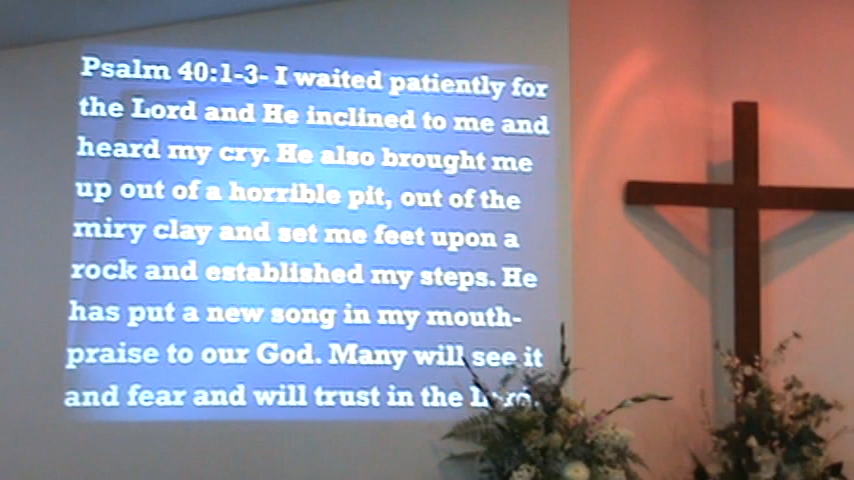 Psalm 40:1-3- I waited patiently for
the Lord and He inclined to me and
heard my cry. He also brought me
up out of a horrible pit, out of the
miry clay and set me feet upon a
rock and established my steps. He
has put a new song in my mouth-
praise to our God. Many will see it
and fear and will trust in the Lord.